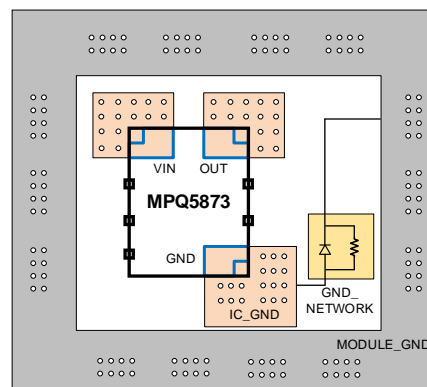 VIN
OUT
MPQ5873
GND
IC_GND
GND_
NETWORK
MODULE_GND